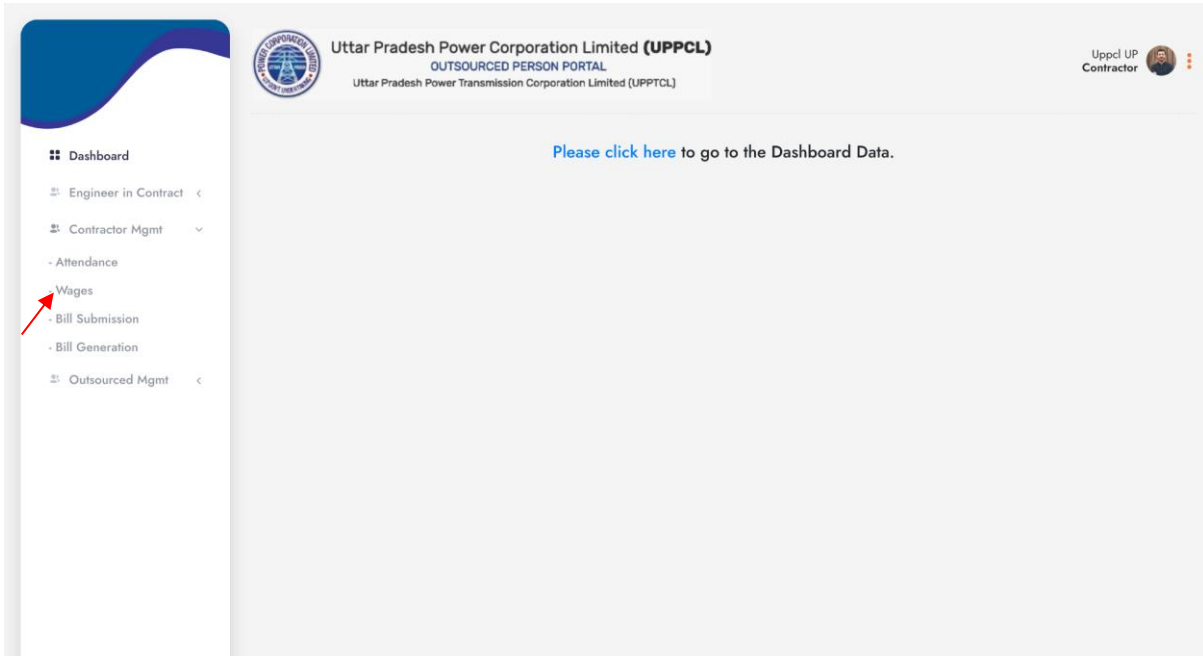 Uttar Pradesh Power Corporation Limited (UPPCL)
OUTSOURCED PERSON PORTAL
Uttar Pradesh Power Transmission Corporation Limited (UPPTCL)
Uppcl UP
Contractor
Dashboard
Engineer in Contract
Contractor Mgmt
- Attendance
- Wages
- Bill Submission
- Bill Generation
Outsourced Mgmt
Please click here to go to the Dashboard Data.